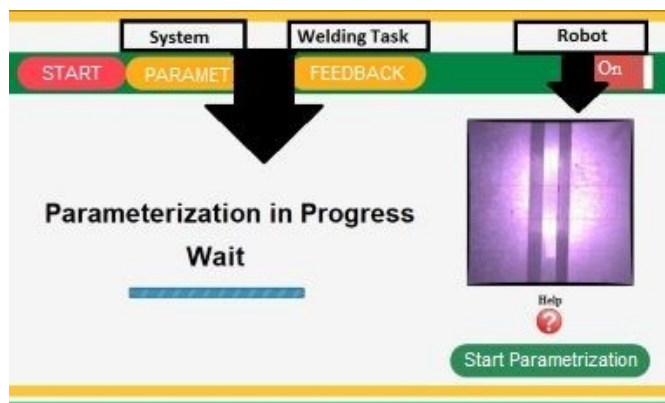 System Welding Task Robot
START PARAMET FEEDBACK On
Parameterization in Progress
Wait
Help
?
Start Parametrization